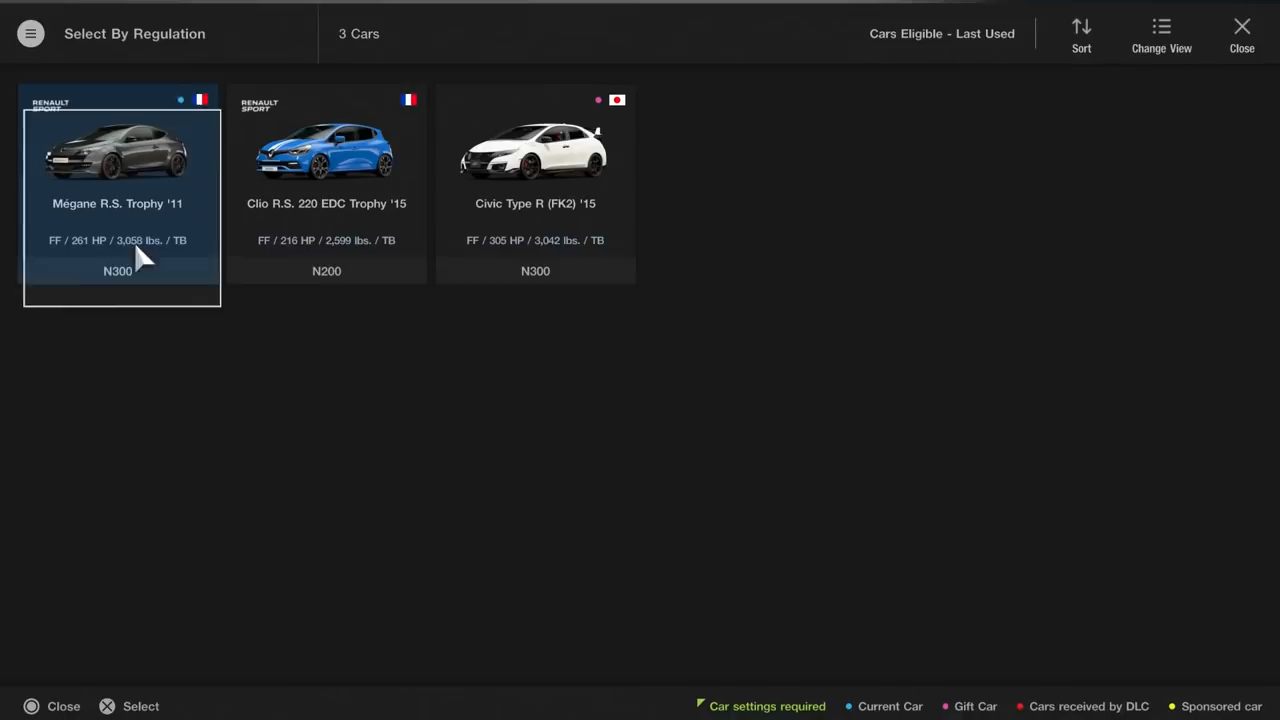 Select By Regulation
3 Cars
Cars Eligible - Last Used
Sort
Change View
Close
RENAULT
SPORT
Mégane R.S. Trophy '11
FF / 261 HP / 3,058 lbs. / TB
N300
RENAULT
SPORT
Clio R.S. 220 EDC Trophy '15
FF / 216 HP / 2,599 lbs. / TB
N200
Civic Type R (FK2) '15
FF / 305 HP / 3,042 lbs. / TB
N300
Close
Select
Car settings required
Current Car
Gift Car
Cars received by DLC
Sponsored car